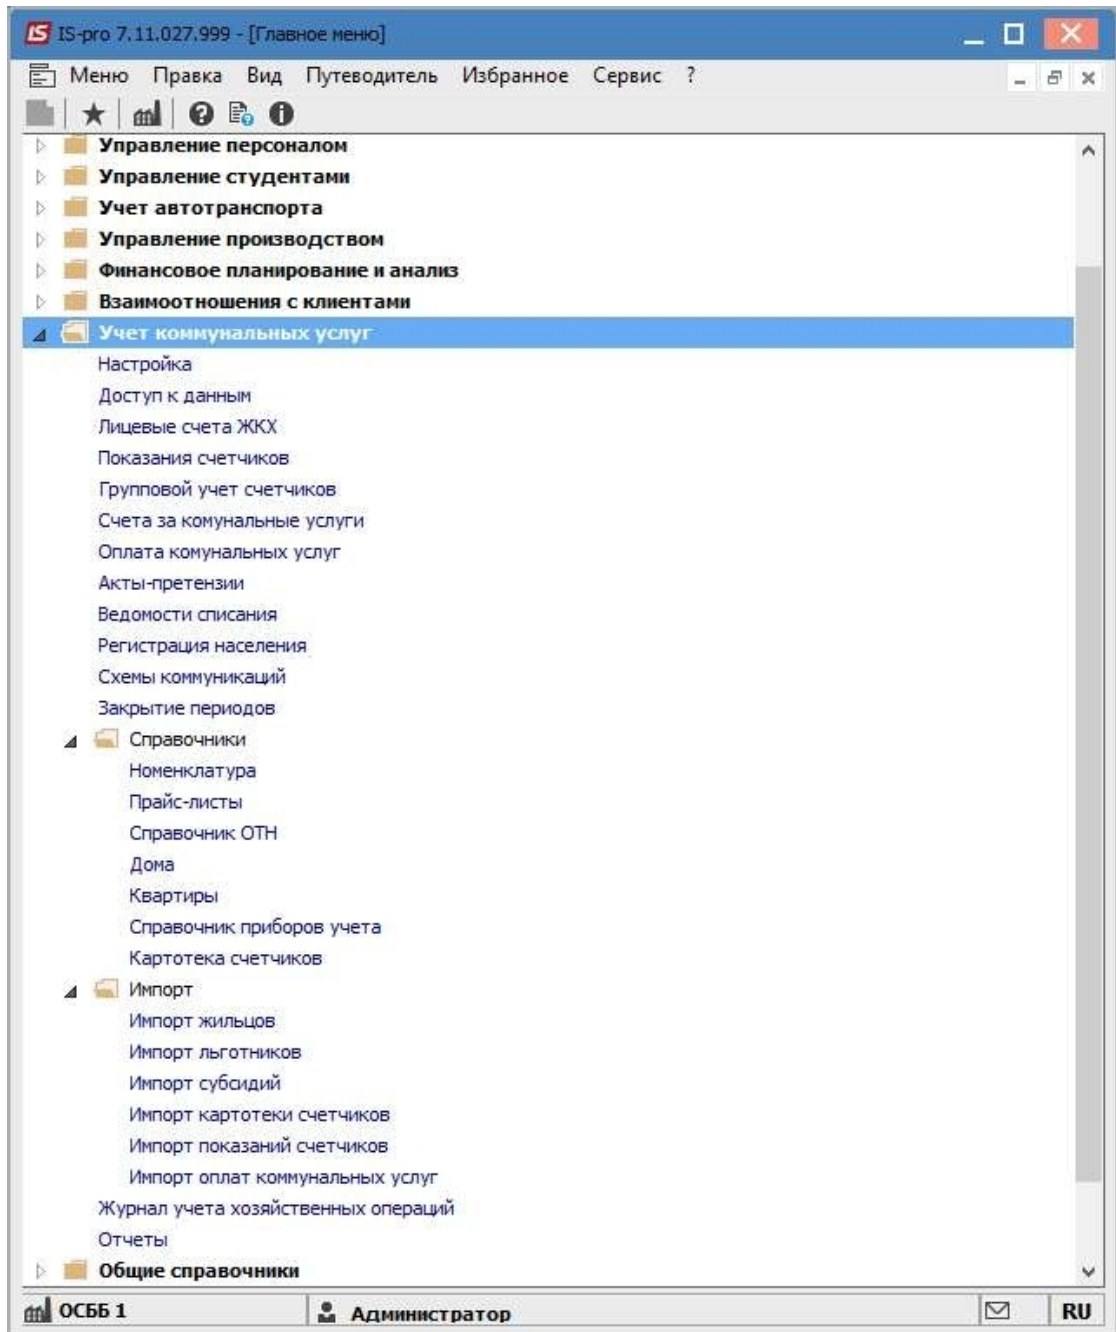 IS IS-pro 7.11.027.999 - [Главное меню]
Меню Правка Вид Путеводитель Избранное Сервис ?
Управление персоналом
Управление студентами
Учет автотранспорта
Управление производством
Финансовое планирование и анализ
Взаимоотношения с клиентами
Учет коммунальных услуг
Настройка
Доступ к данным
Лицевые счета ЖКХ
Показания счетчиков
Групповой учет счетчиков
Счета за комунальные услуги
Оплата комунальных услуг
Акты-претензии
Ведомости списания
Регистрация населения
Схемы коммуникаций
Закрытие периодов
Справочники
Номенклатура
Прайс-листы
Справочник ОТН
Дома
Квартиры
Справочник приборов учета
Картотека счетчиков
Импорт
Импорт жильцов
Импорт льготников
Импорт субсидий
Импорт картотеки счетчиков
Импорт показаний счетчиков
Импорт оплат коммунальных услуг
Журнал учета хозяйственных операций
Отчеты
Общие справочники
ОСББ 1 Администратор RU